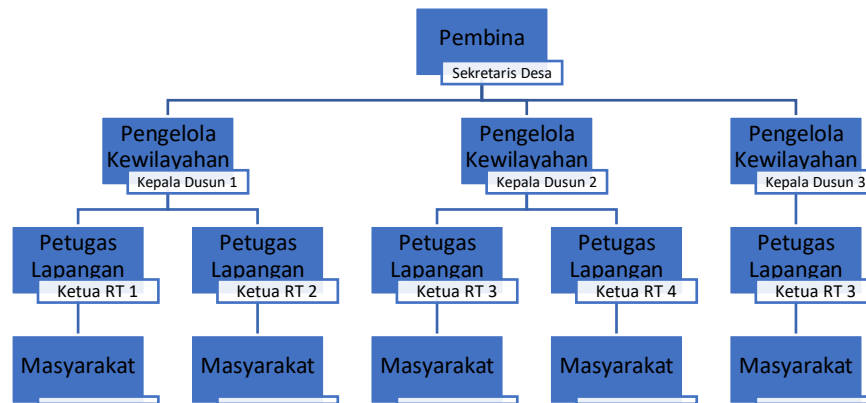 Pembina
Sekretaris Desa
Pengelola
Kewilayahan
Kepala Dusun 1
Pengelola
Kewilayahan
Kepala Dusun 2
Pengelola
Kewilayahan
Kepala Dusun 3
Petugas
Lapangan
Ketua RT 1
Petugas
Lapangan
Ketua RT 2
Petugas
Lapangan
Ketua RT 3
Petugas
Lapangan
Ketua RT 4
Petugas
Lapangan
Ketua RT 3
Masyarakat
Masyarakat
Masyarakat
Masyarakat
Masyarakat